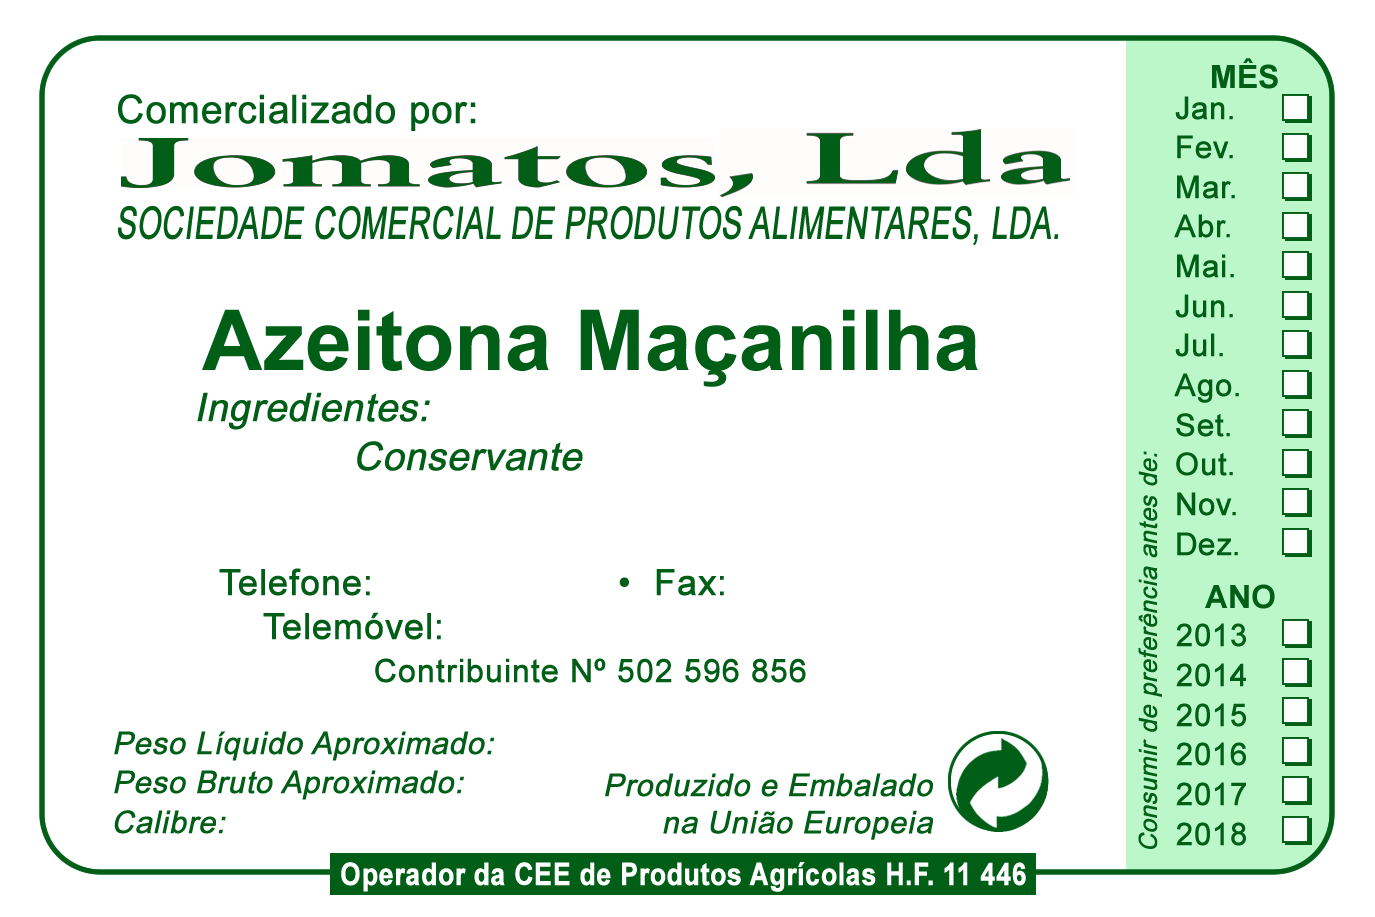 Comercializado por:
Jomatos, Lda
SOCIEDADE COMERCIAL DE PRODUTOS ALIMENTARES, LDA.
Azeitona Maçanilha
Ingredientes:
Conservante
Telefone: • Fax:
Telemóvel:
Contribuinte Nº 502 596 856
Peso Líquido Aproximado:
Peso Bruto Aproximado:
Calibre:
Produzido e Embalado
na União Europeia
Operador da CEE de Produtos Agrícolas H.F. 11 446
Consumir de preferência antes de:
MÊS
Jan.
Fev.
Mar.
Abr.
Mai.
Jun.
Jul.
Ago.
Set.
Out.
Nov.
Dez.
ANO
2013
2014
2015
2016
2017
2018